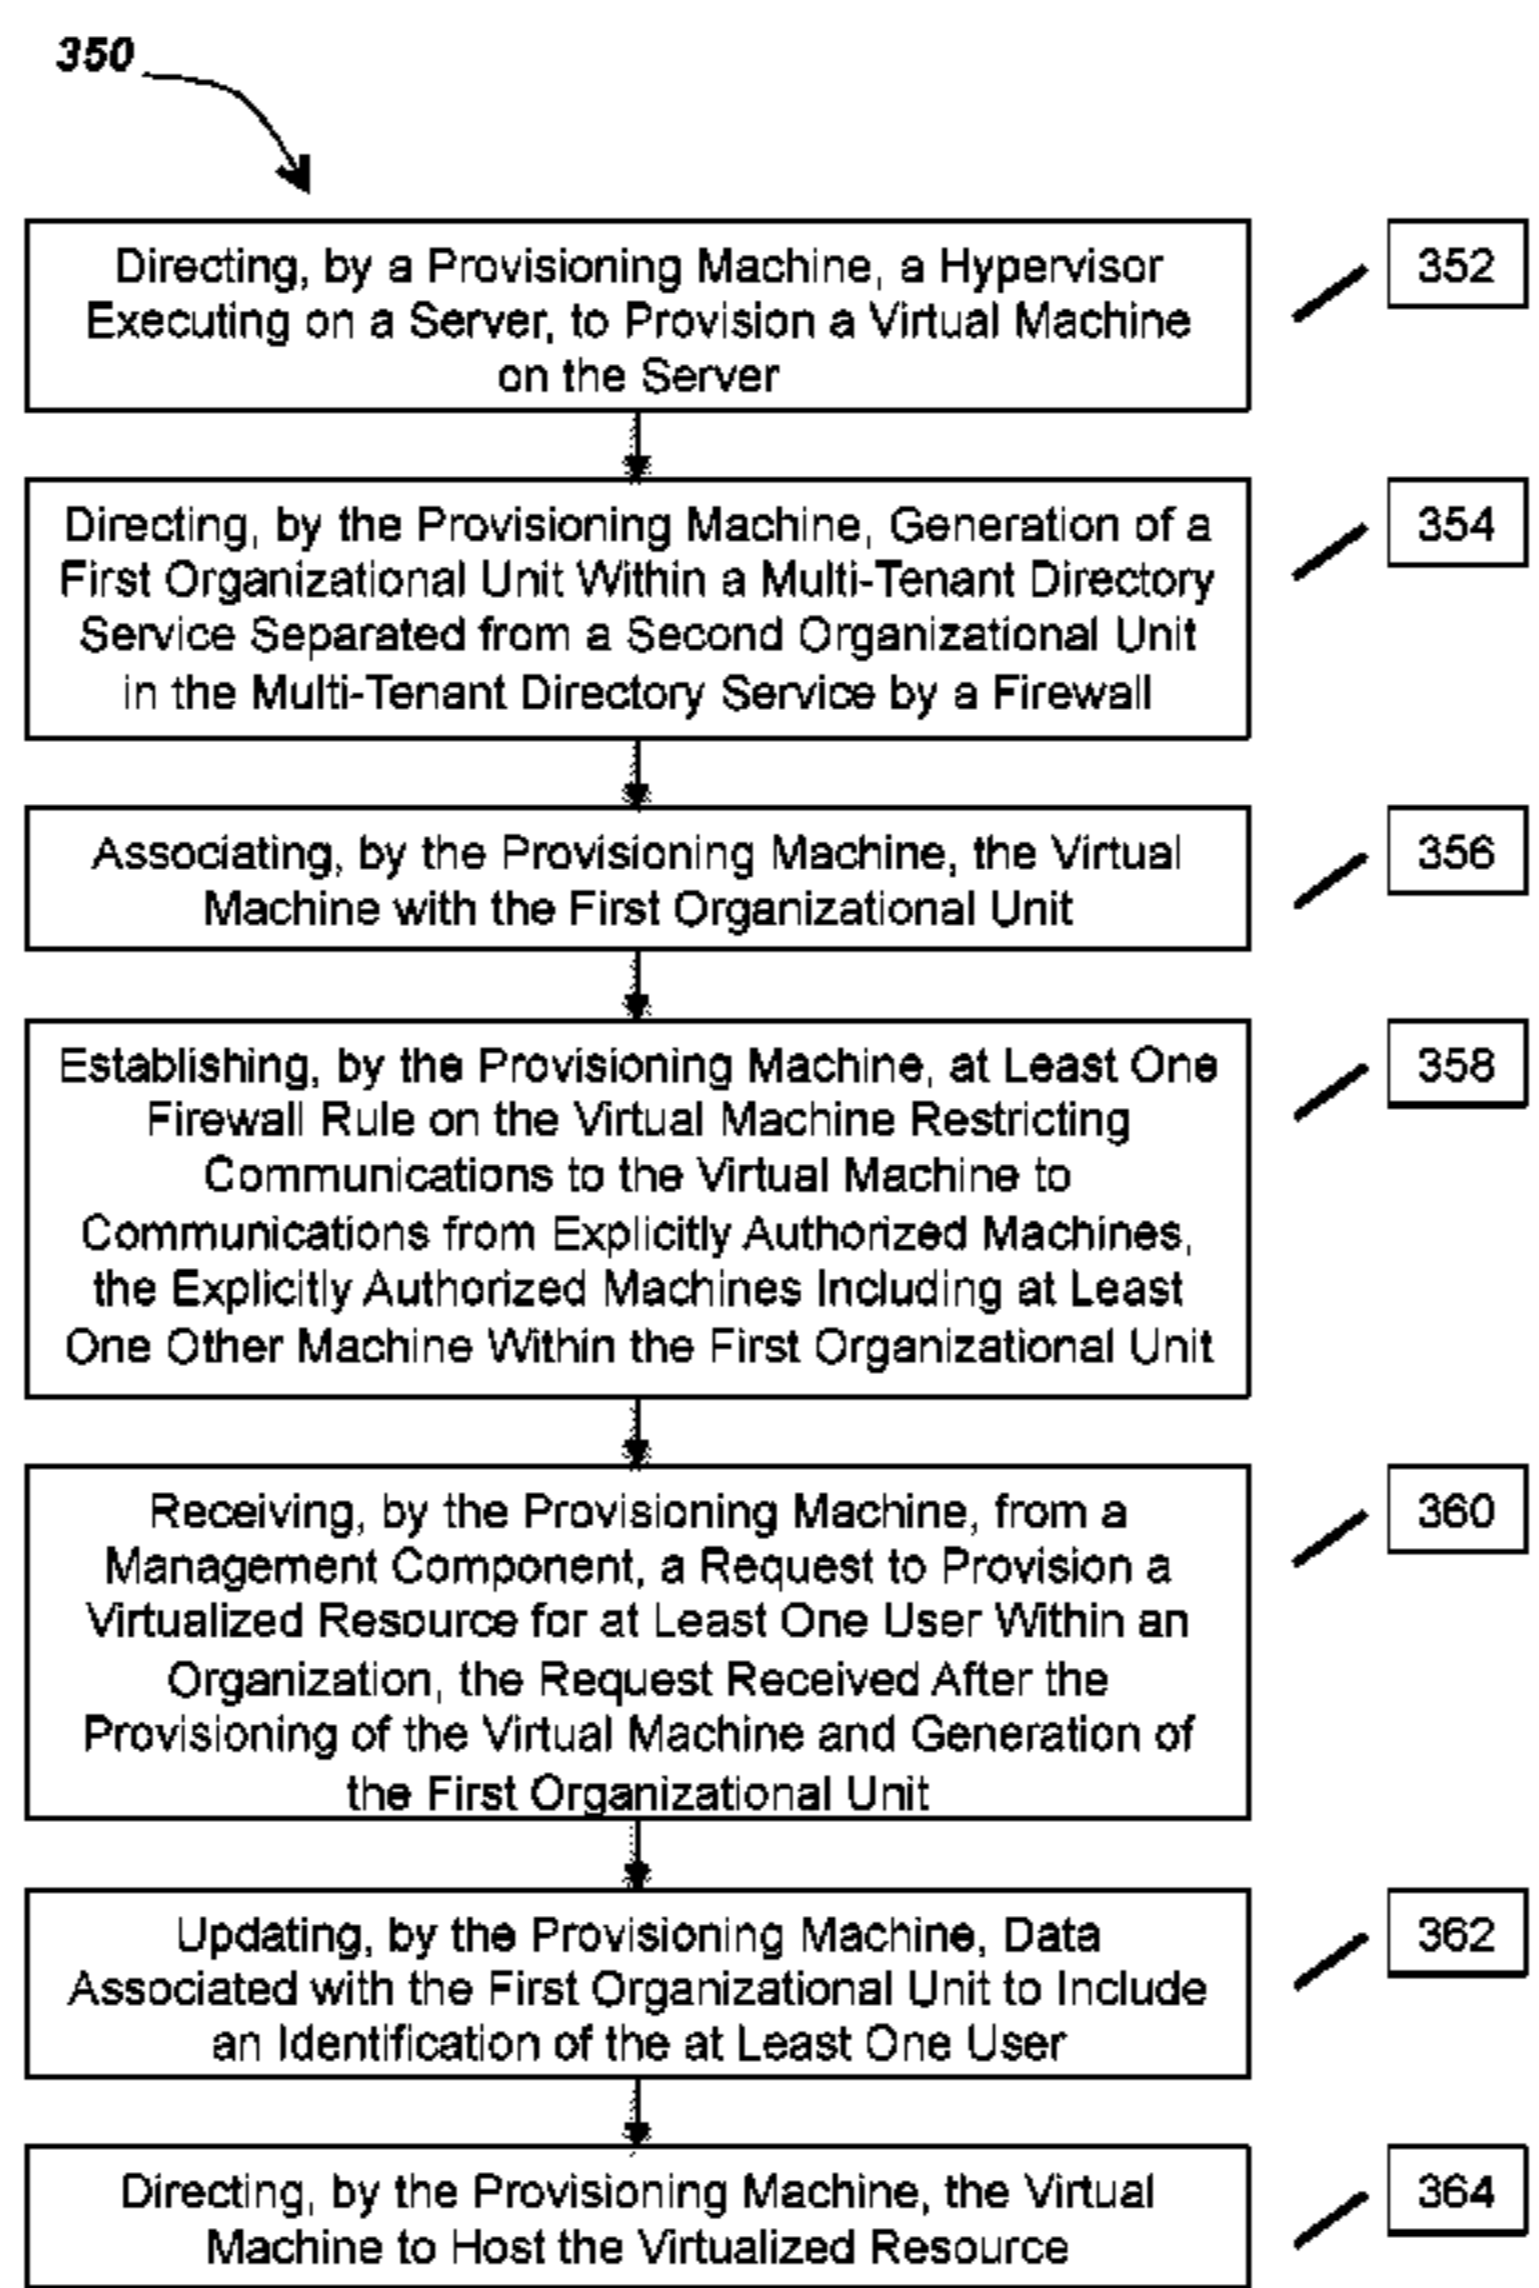 350
Directing, by a Provisioning Machine, a Hypervisor
Executing on a Server, to Provision a Virtual Machine
on the Server
352
Directing, by the Provisioning Machine, Generation of a
First Organizational Unit Within a Multi-Tenant Directory
Service Separated from a Second Organizational Unit
in the Multi-Tenant Directory Service by a Firewall
354
Associating, by the Provisioning Machine, the Virtual
Machine with the First Organizational Unit
356
Establishing, by the Provisioning Machine, at Least One
Firewall Rule on the Virtual Machine Restricting
Communications to the Virtual Machine to
Communications from Explicitly Authorized Machines,
the Explicitly Authorized Machines Including at Least
One Other Machine Within the First Organizational Unit
358
Receiving, by the Provisioning Machine, from a
Management Component, a Request to Provision a
Virtualized Resource for at Least One User Within an
Organization, the Request Received After the
Provisioning of the Virtual Machine and Generation of
the First Organizational Unit
360
Updating, by the Provisioning Machine, Data
Associated with the First Organizational Unit to Include
an Identification of the at Least One User
362
Directing, by the Provisioning Machine, the Virtual
Machine to Host the Virtualized Resource
364